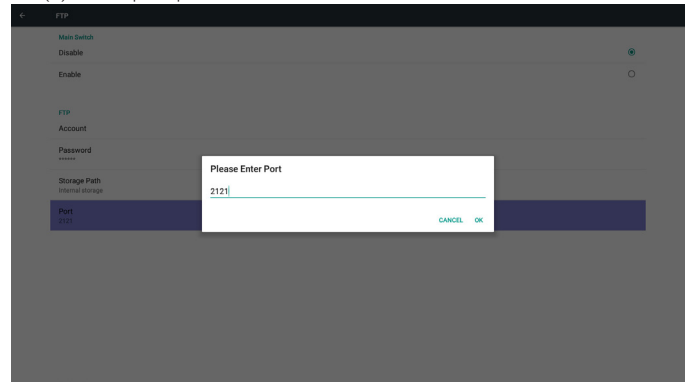 FTP
Main Switch
Disable
Enable
FTP
Account
Password
******
Storage Path
Internal storage
Port
2121
Please Enter Port
2121
CANCEL OK